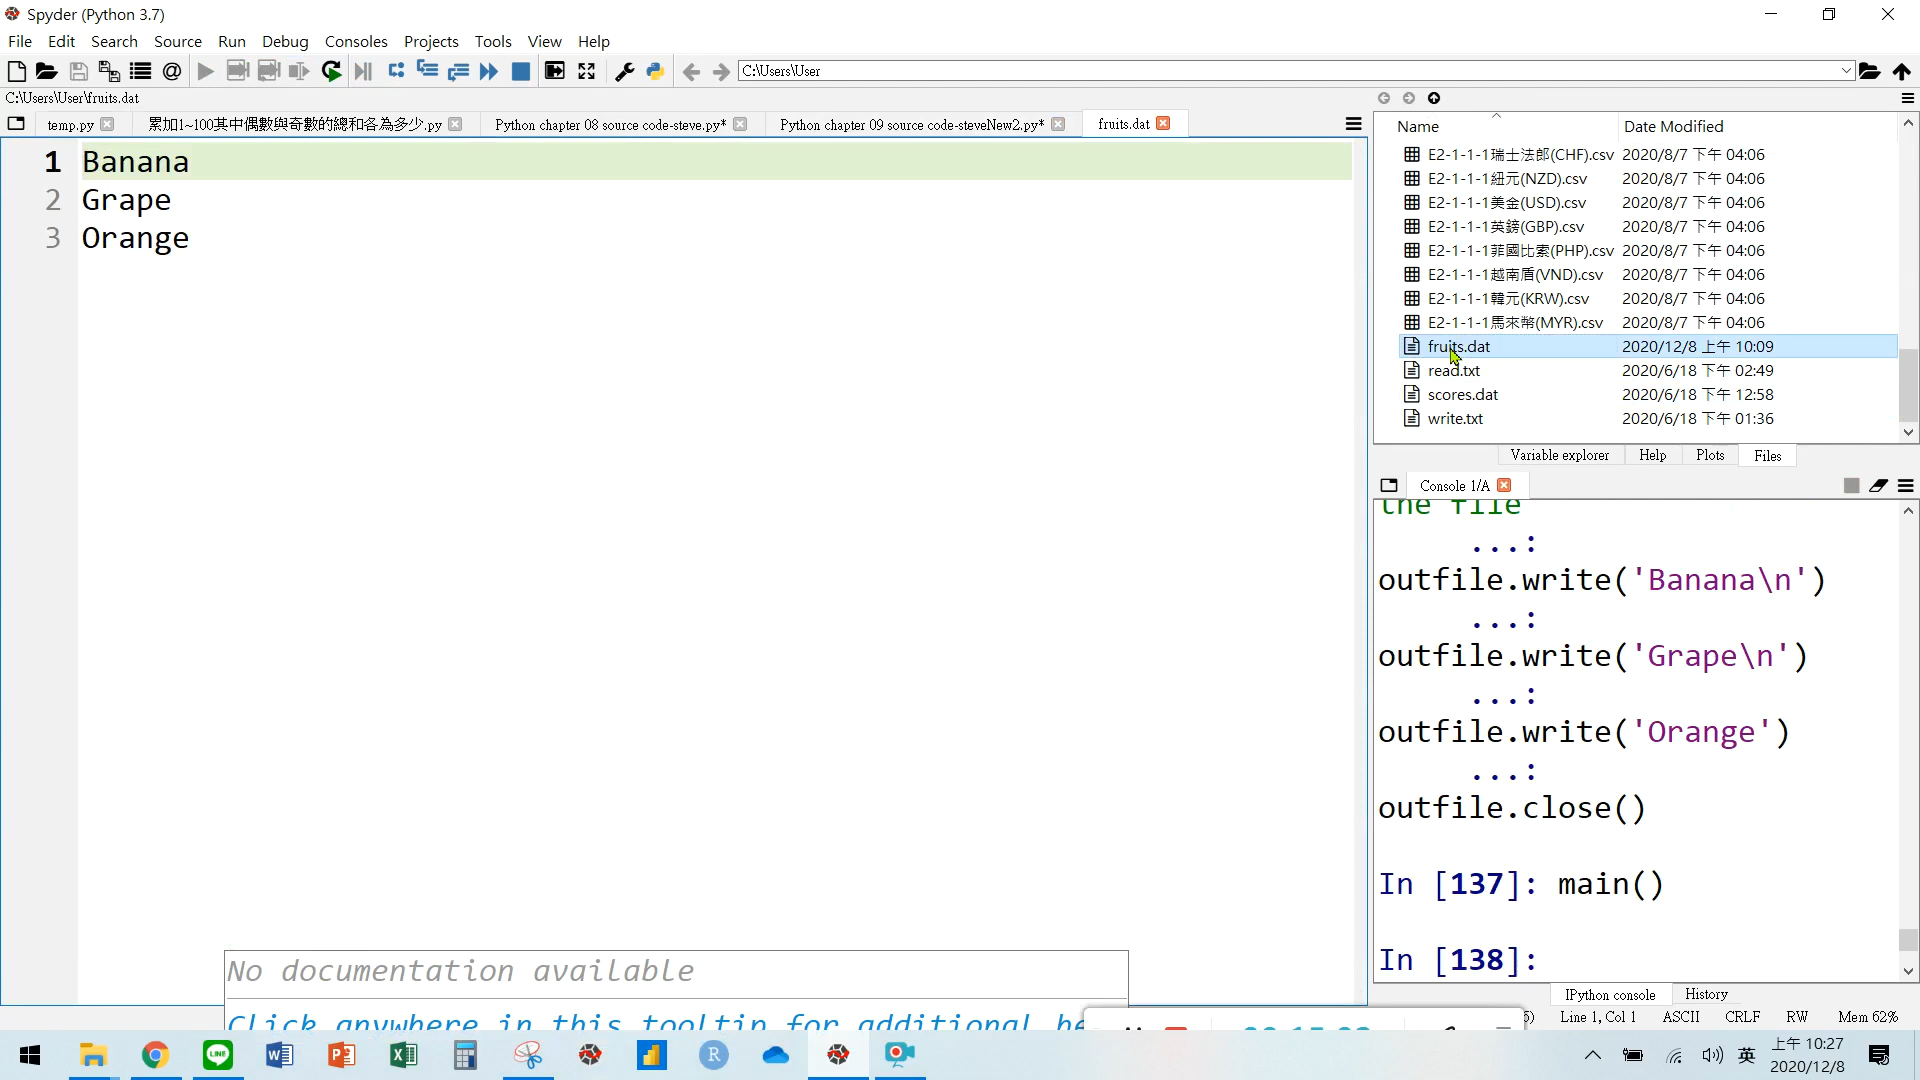 Spyder (Python 3.7)
File Edit Search Source Run Debug Consoles Projects Tools View Help
C:\Users\User
C:\Users\User\fruits.dat
temp.py 累加1~100其中偶數與奇數的總和各為多少.py Python chapter 08 source code-steve.py* Python chapter 09 source code-steveNew2.py* fruits.dat
1 Banana
2 Grape
3 Orange
No documentation available
Click anywhere in this tooltip for additional he
Name Date Modified
E2-1-1-1瑞士法郎(CHF).csv 2020/8/7 下午 04:06
E2-1-1-1紐元(NZD).csv 2020/8/7 下午 04:06
E2-1-1-1美金(USD).csv 2020/8/7 下午 04:06
E2-1-1-1英鎊(GBP).csv 2020/8/7 下午 04:06
E2-1-1-1菲國比索(PHP).csv 2020/8/7 下午 04:06
E2-1-1-1越南盾(VND).csv 2020/8/7 下午 04:06
E2-1-1-1韓元(KRW).csv 2020/8/7 下午 04:06
E2-1-1-1馬來幣(MYR).csv 2020/8/7 下午 04:06
fruits.dat 2020/12/8 上午 10:09
read.txt 2020/6/18 下午 02:49
scores.dat 2020/6/18 下午 12:58
write.txt 2020/6/18 下午 01:36
Variable explorer Help Plots Files
Console 1/A
the file
...:
outfile.write('Banana\n')
...:
outfile.write('Grape\n')
...:
outfile.write('Orange')
...:
outfile.close()
In [137]: main()
In [138]:
IPython console History
Line 1, Col 1 ASCII CRLF RW Mem 62%
英 上午 10:27
2020/12/8